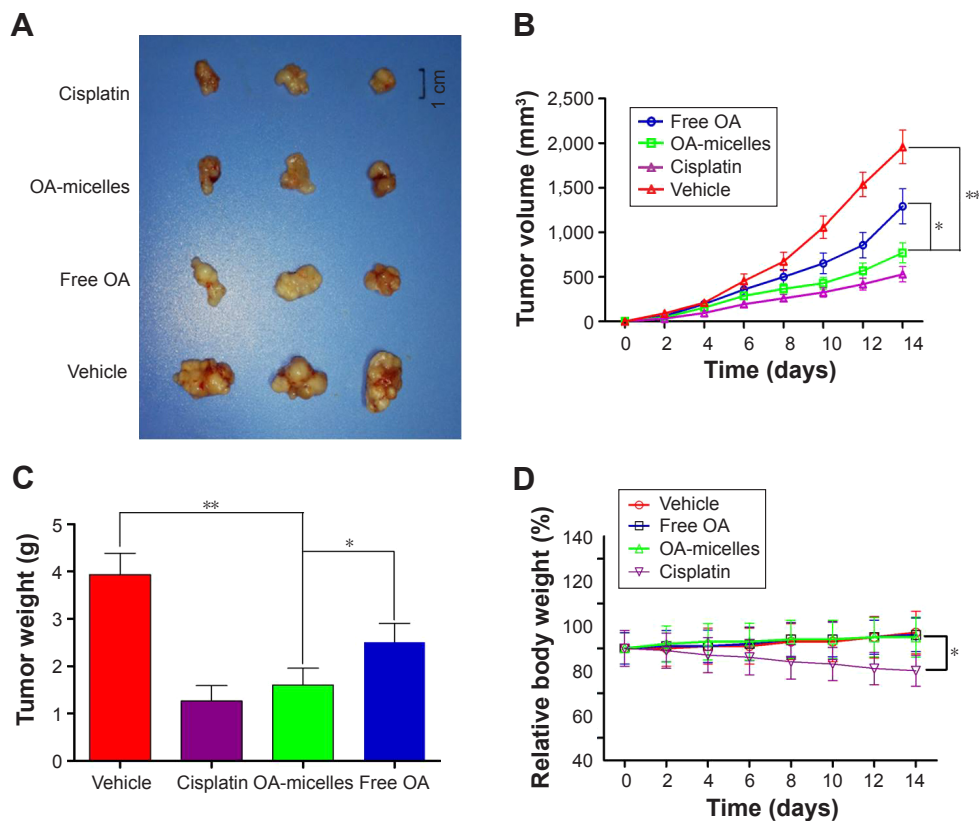 A
Cisplatin
OA-micelles
Free OA
Vehicle
1 cm
B
Tumor volume (mm³)
2,500
2,000
1,500
1,000
500
0
Free OA
OA-micelles
Cisplatin
Vehicle
*
**
0 2 4 6 8 10 12 14
Time (days)
C
Tumor weight (g)
5
4
3
2
1
0
**
*
Vehicle Cisplatin OA-micelles Free OA
D
Relative body weight (%)
140
120
100
80
60
40
Vehicle
Free OA
OA-micelles
Cisplatin
*
0 2 4 6 8 10 12 14
Time (days)